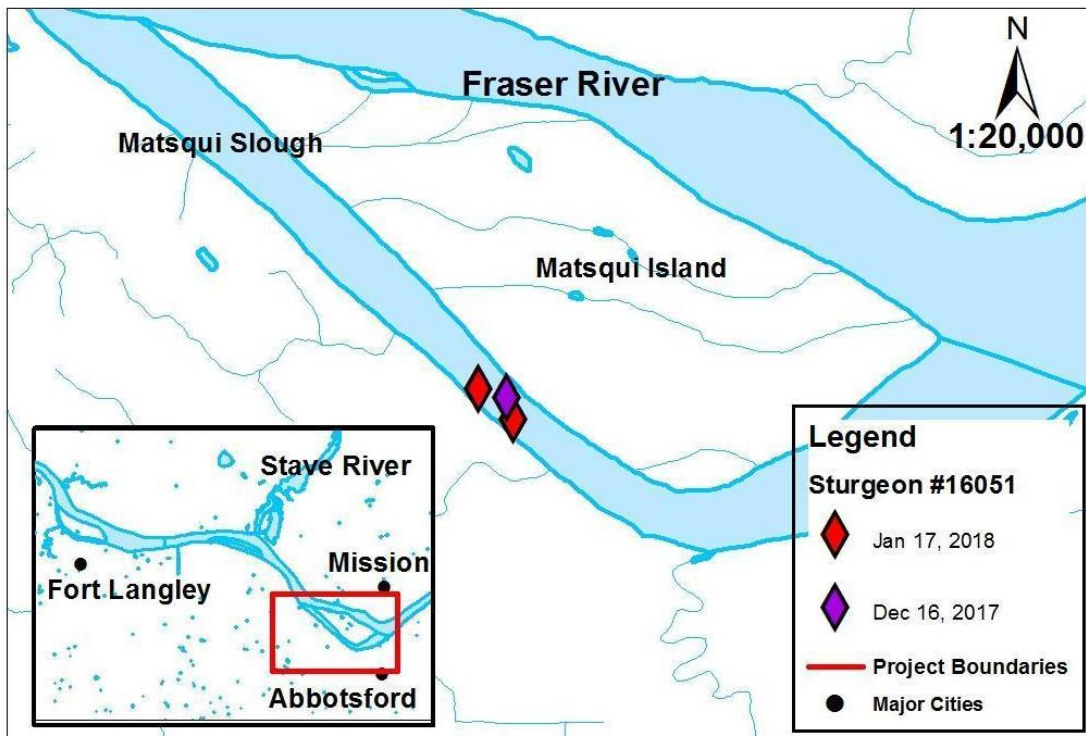 Fraser River
N
1:20,000
Matsqui Slough
Matsqui Island
Stave River
Mission
Fort Langley
Abbotsford
Legend
Sturgeon #16051
Jan 17, 2018
Dec 16, 2017
Project Boundaries
Major Cities